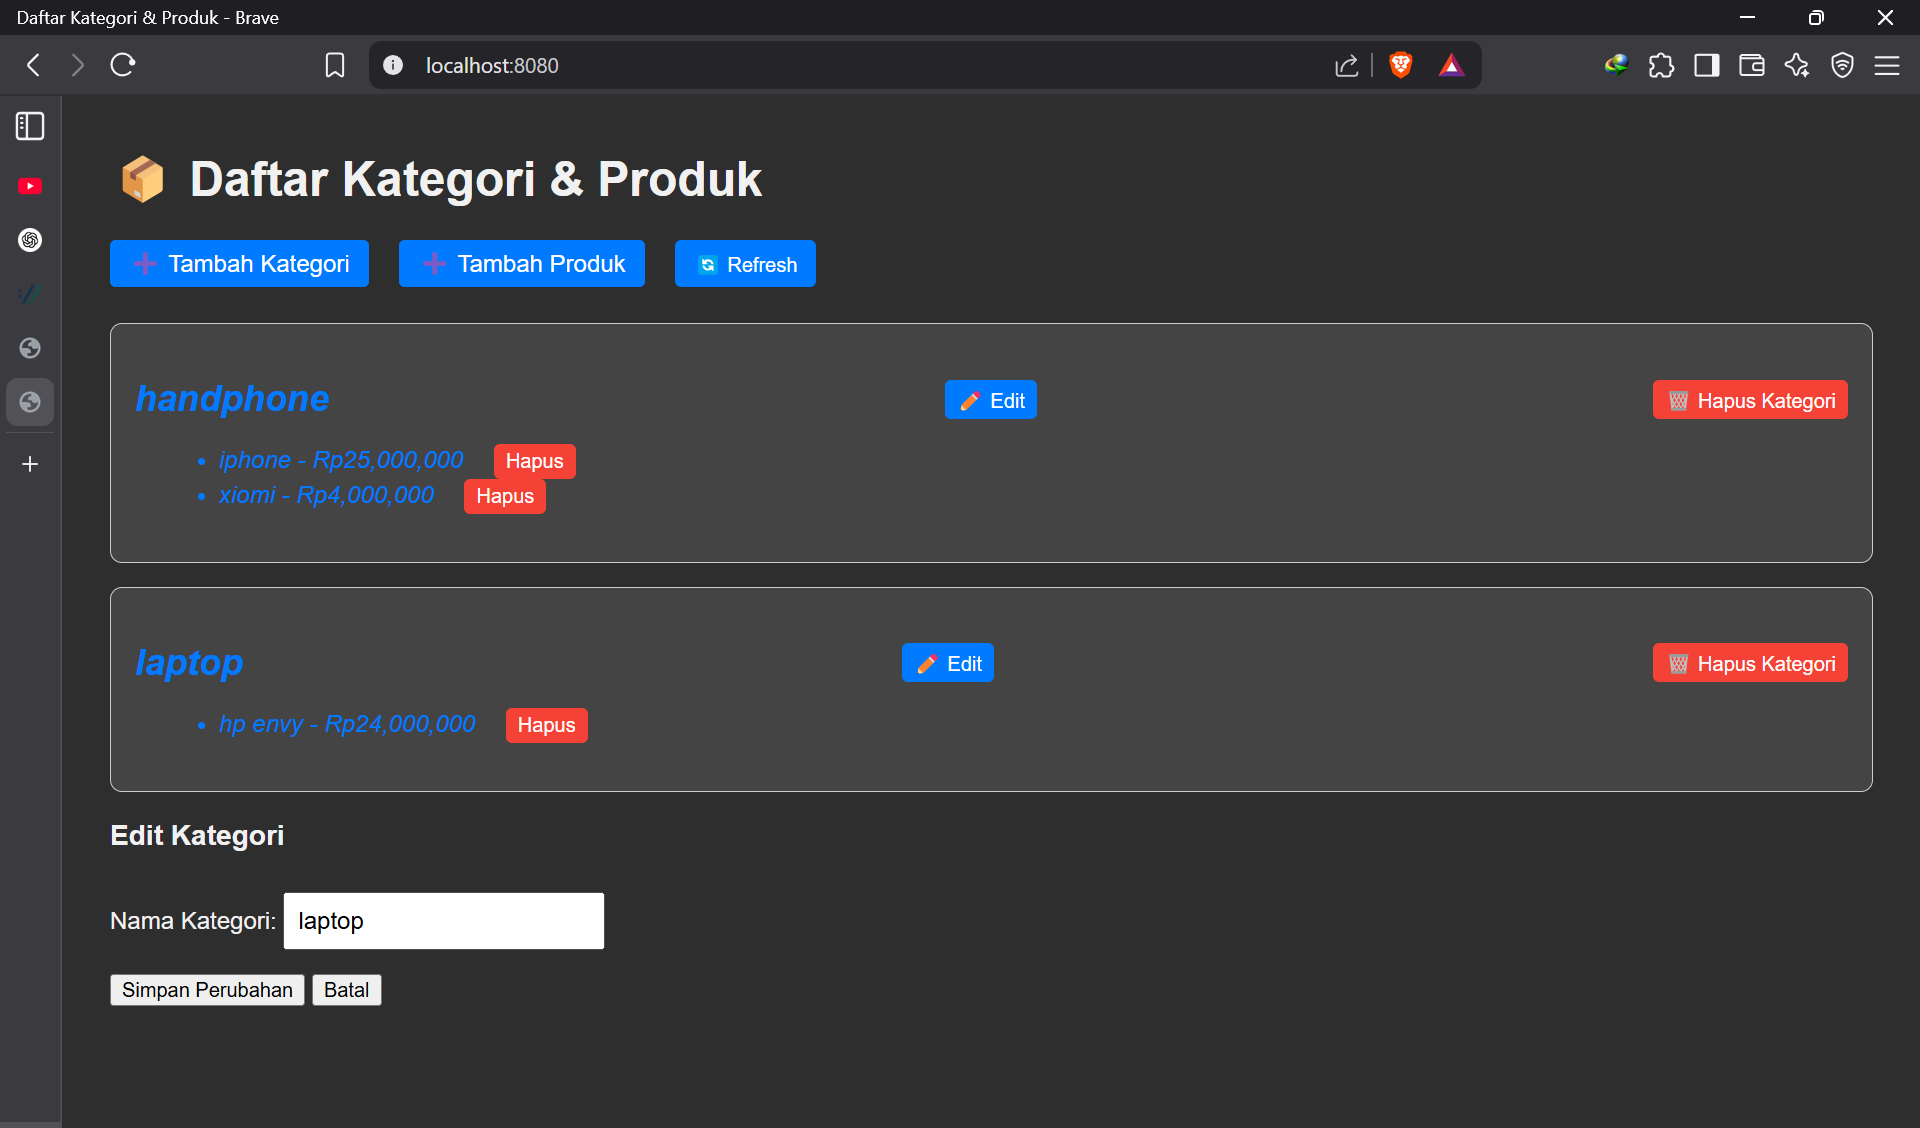 Daftar Kategori & Produk - Brave
localhost:8080
Daftar Kategori & Produk
Tambah Kategori Tambah Produk Refresh
handphone Edit Hapus Kategori
• iphone - Rp25,000,000 Hapus
• xiomi - Rp4,000,000 Hapus
laptop Edit Hapus Kategori
• hp envy - Rp24,000,000 Hapus
Edit Kategori
Nama Kategori: laptop
Simpan Perubahan Batal